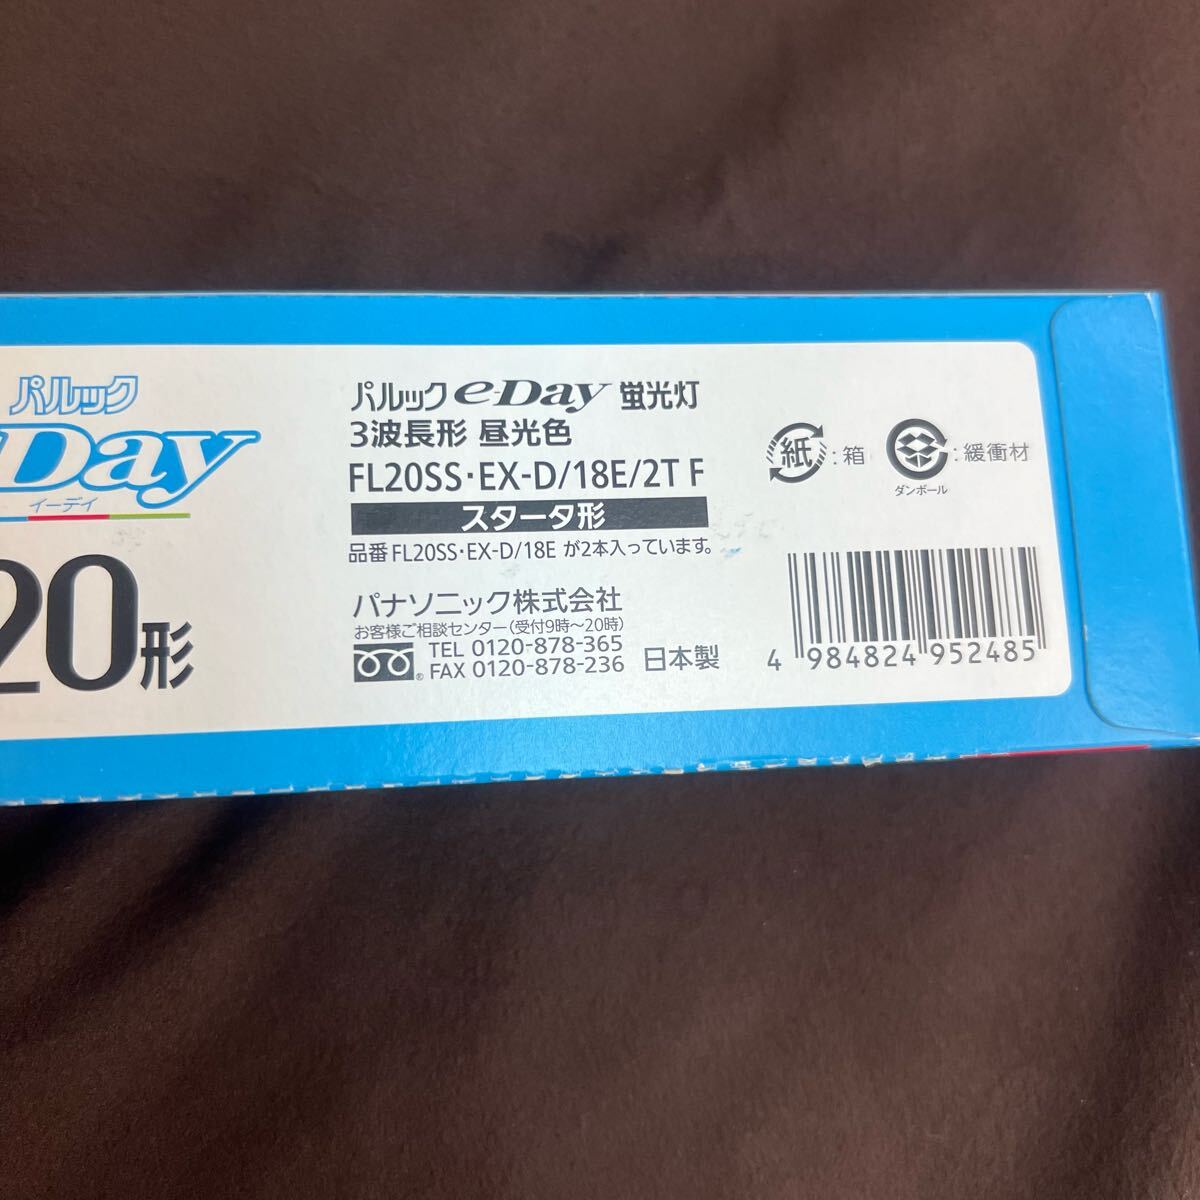 パルック
Day
イーデイ
20形
パルック e-Day 蛍光灯
3波長形 昼光色
FL20SS・EX-D/18E/2T F
スタータ形
品番 FL20SS・EX-D/18E が2本入っています。
パナソニック株式会社
お客様ご相談センター(受付9時〜20時)
TEL 0120-878-365
FAX 0120-878-236
日本製
紙:箱
:緩衝材
ダンボール
4 984824 952485